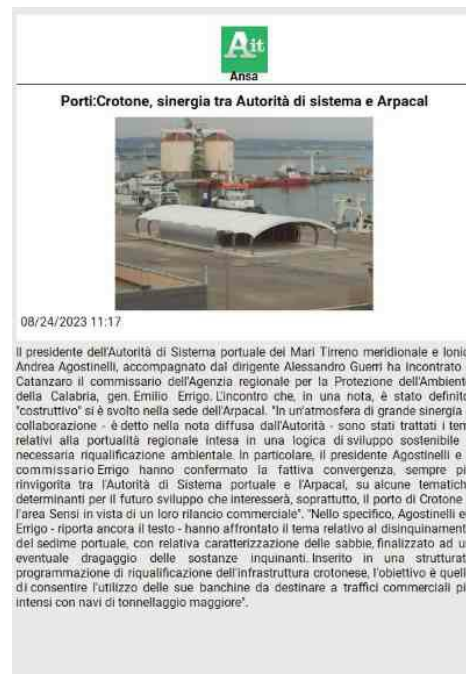 Ait
Ansa
Porti:Crotone, sinergia tra Autorità di sistema e Arpacal
08/24/2023 11:17
Il presidente dell'Autorità di Sistema portuale dei Mari Tirreno meridionale e Ionio
Andrea Agostinelli, accompagnato dal dirigente Alessandro Guerri ha incontrato
Catanzaro il commissario dell'Agenzia regionale per la Protezione dell'Ambient
della Calabria, gen. Emilio Errigo. L'incontro che, in una nota, è stato definito
"costruttivo" si è svolto nella sede dell'Arpacal. "In un'atmosfera di grande sinergia
collaborazione - è detto nella nota diffusa dall'Autorità - sono stati trattati i tem
relativi alla portualità regionale intesa in una logica di sviluppo sostenibile
necessaria riqualificazione ambientale. In particolare, il presidente Agostinelli e
commissario Errigo hanno confermato la fattiva convergenza, sempre pi
rinvigorita tra l'Autorità di Sistema portuale e l'Arpacal, su alcune tematich
determinanti per il futuro sviluppo che interesserà, soprattutto, il porto di Crotone
l'area Sensi in vista di un loro rilancio commerciale". "Nello specifico, Agostinelli e
Errigo - riporta ancora il testo - hanno affrontato il tema relativo al disinquinament
del sedime portuale, con relativa caratterizzazione delle sabbie, finalizzato ad u
eventuale dragaggio delle sostanze inquinanti. Inserito in una strutturat
programmazione di riqualificazione dell'infrastruttura crotonese, l'obiettivo è quell
di consentire l'utilizzo delle sue banchine da destinare a traffici commerciali pi
intensi con navi di tonnellaggio maggiore".